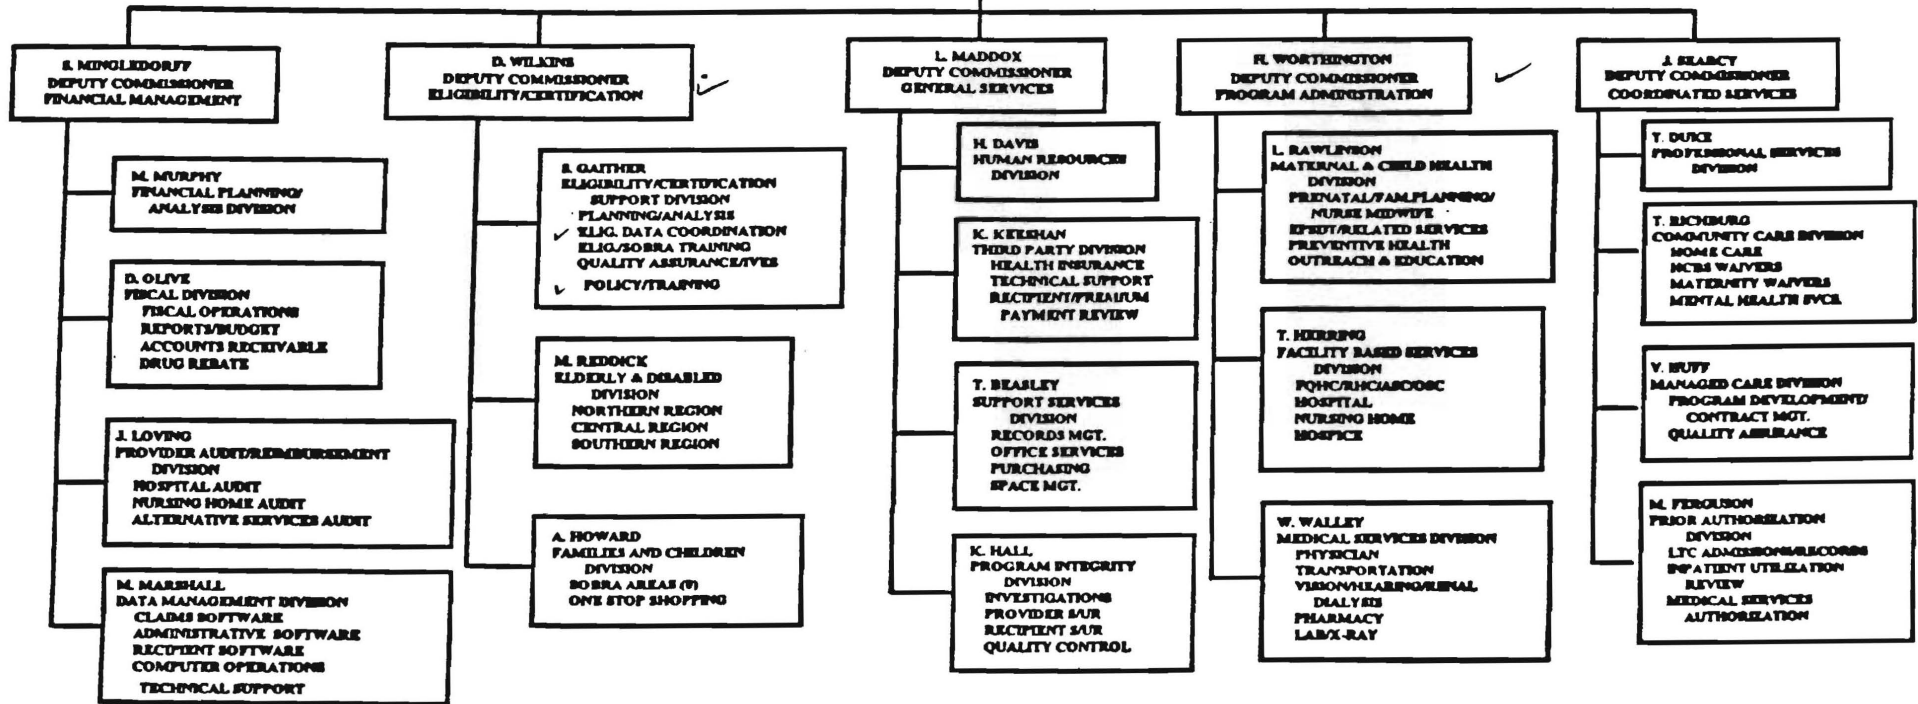 S. MINGLEDORFF
DEPUTY COMMISSIONER
FINANCIAL MANAGEMENT
M. MURPHY
FINANCIAL PLANNING/
ANALYSIS DIVISION
D. OLIVE
FISCAL DIVISION
FISCAL OPERATIONS
REPORTS/BUDGET
ACCOUNTS RECEIVABLE
DRUG REBATE
J. LOVING
PROVIDER AUDIT/REIMBURSEMENT
DIVISION
HOSPITAL AUDIT
NURSING HOME AUDIT
ALTERNATIVE SERVICES AUDIT
M. MARSHALL
DATA MANAGEMENT DIVISION
CLAIMS SOFTWARE
ADMINISTRATIVE SOFTWARE
RECIPIENT SOFTWARE
COMPUTER OPERATIONS
TECHNICAL SUPPORT
D. WILKINS
DEPUTY COMMISSIONER
ELIGIBILITY/CERTIFICATION
S. GAITHER
ELIGIBILITY/CERTIFICATION
SUPPORT DIVISION
PLANNING/ANALYSIS
ELIG. DATA COORDINATION
ELIG./SOBRA TRAINING
QUALITY ASSURANCE/IVES
POLICY/TRAINING
M. REDDICK
ELDERLY & DISABLED
DIVISION
NORTHERN REGION
CENTRAL REGION
SOUTHERN REGION
A. HOWARD
FAMILIES AND CHILDREN
DIVISION
SOBRA AREAS (9)
ONE STOP SHOPPING
L. MADDOX
DEPUTY COMMISSIONER
GENERAL SERVICES
H. DAVIS
HUMAN RESOURCES
DIVISION
K. KEESHAN
THIRD PARTY DIVISION
HEALTH INSURANCE
TECHNICAL SUPPORT
RECIPIENT/PREMIUM
PAYMENT REVIEW
T. BEASLEY
SUPPORT SERVICES
DIVISION
RECORDS MGT.
OFFICE SERVICES
PURCHASING
SPACE MGT.
K. HALL
PROGRAM INTEGRITY
DIVISION
INVESTIGATIONS
PROVIDER S/UR
RECIPIENT S/UR
QUALITY CONTROL
H. WORTHINGTON
DEPUTY COMMISSIONER
PROGRAM ADMINISTRATION
L. RAWLINSON
MATERNAL & CHILD HEALTH
DIVISION
PRENATAL/FAM.PLANNING/
NURSE MIDWIFE
EPSDT/RELATED SERVICES
PREVENTIVE HEALTH
OUTREACH & EDUCATION
T. HERRING
FACILITY BASED SERVICES
DIVISION
FQHC/RHC/ASC/OSC
HOSPITAL
NURSING HOME
HOSPICE
W. WALLEY
MEDICAL SERVICES DIVISION
PHYSICIAN
TRANSPORTATION
VISION/HEARING/RENAL
DIALYSIS
PHARMACY
LAB/X-RAY
J. SEARCY
DEPUTY COMMISSIONER
COORDINATED SERVICES
T. DUKE
PROFESSIONAL SERVICES
DIVISION
T. RICHBURG
COMMUNITY CARE DIVISION
HOME CARE
HCBS WAIVERS
MATERNITY WAIVERS
MENTAL HEALTH SVCS.
V. HUFF
MANAGED CARE DIVISION
PROGRAM DEVELOPMENT/
CONTRACT MGT.
QUALITY ASSURANCE
M. FERGUSON
PRIOR AUTHORIZATION
DIVISION
LTC ADMISSIONS/RECORDS
INPATIENT UTILIZATION
REVIEW
MEDICAL SERVICES
AUTHORIZATION